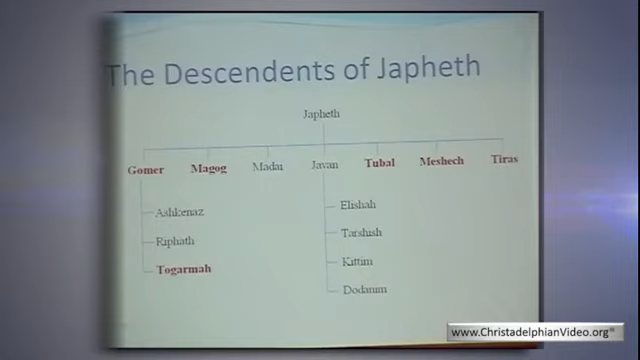 The Descendents of Japheth
Japheth
Gomer Magog Madai Javan Tubal Meshech Tiras
Ashkenaz
Riphath
Togarmah
Elishah
Tarshish
Kittim
Dodanim
www.ChristadelphianVideo.org®